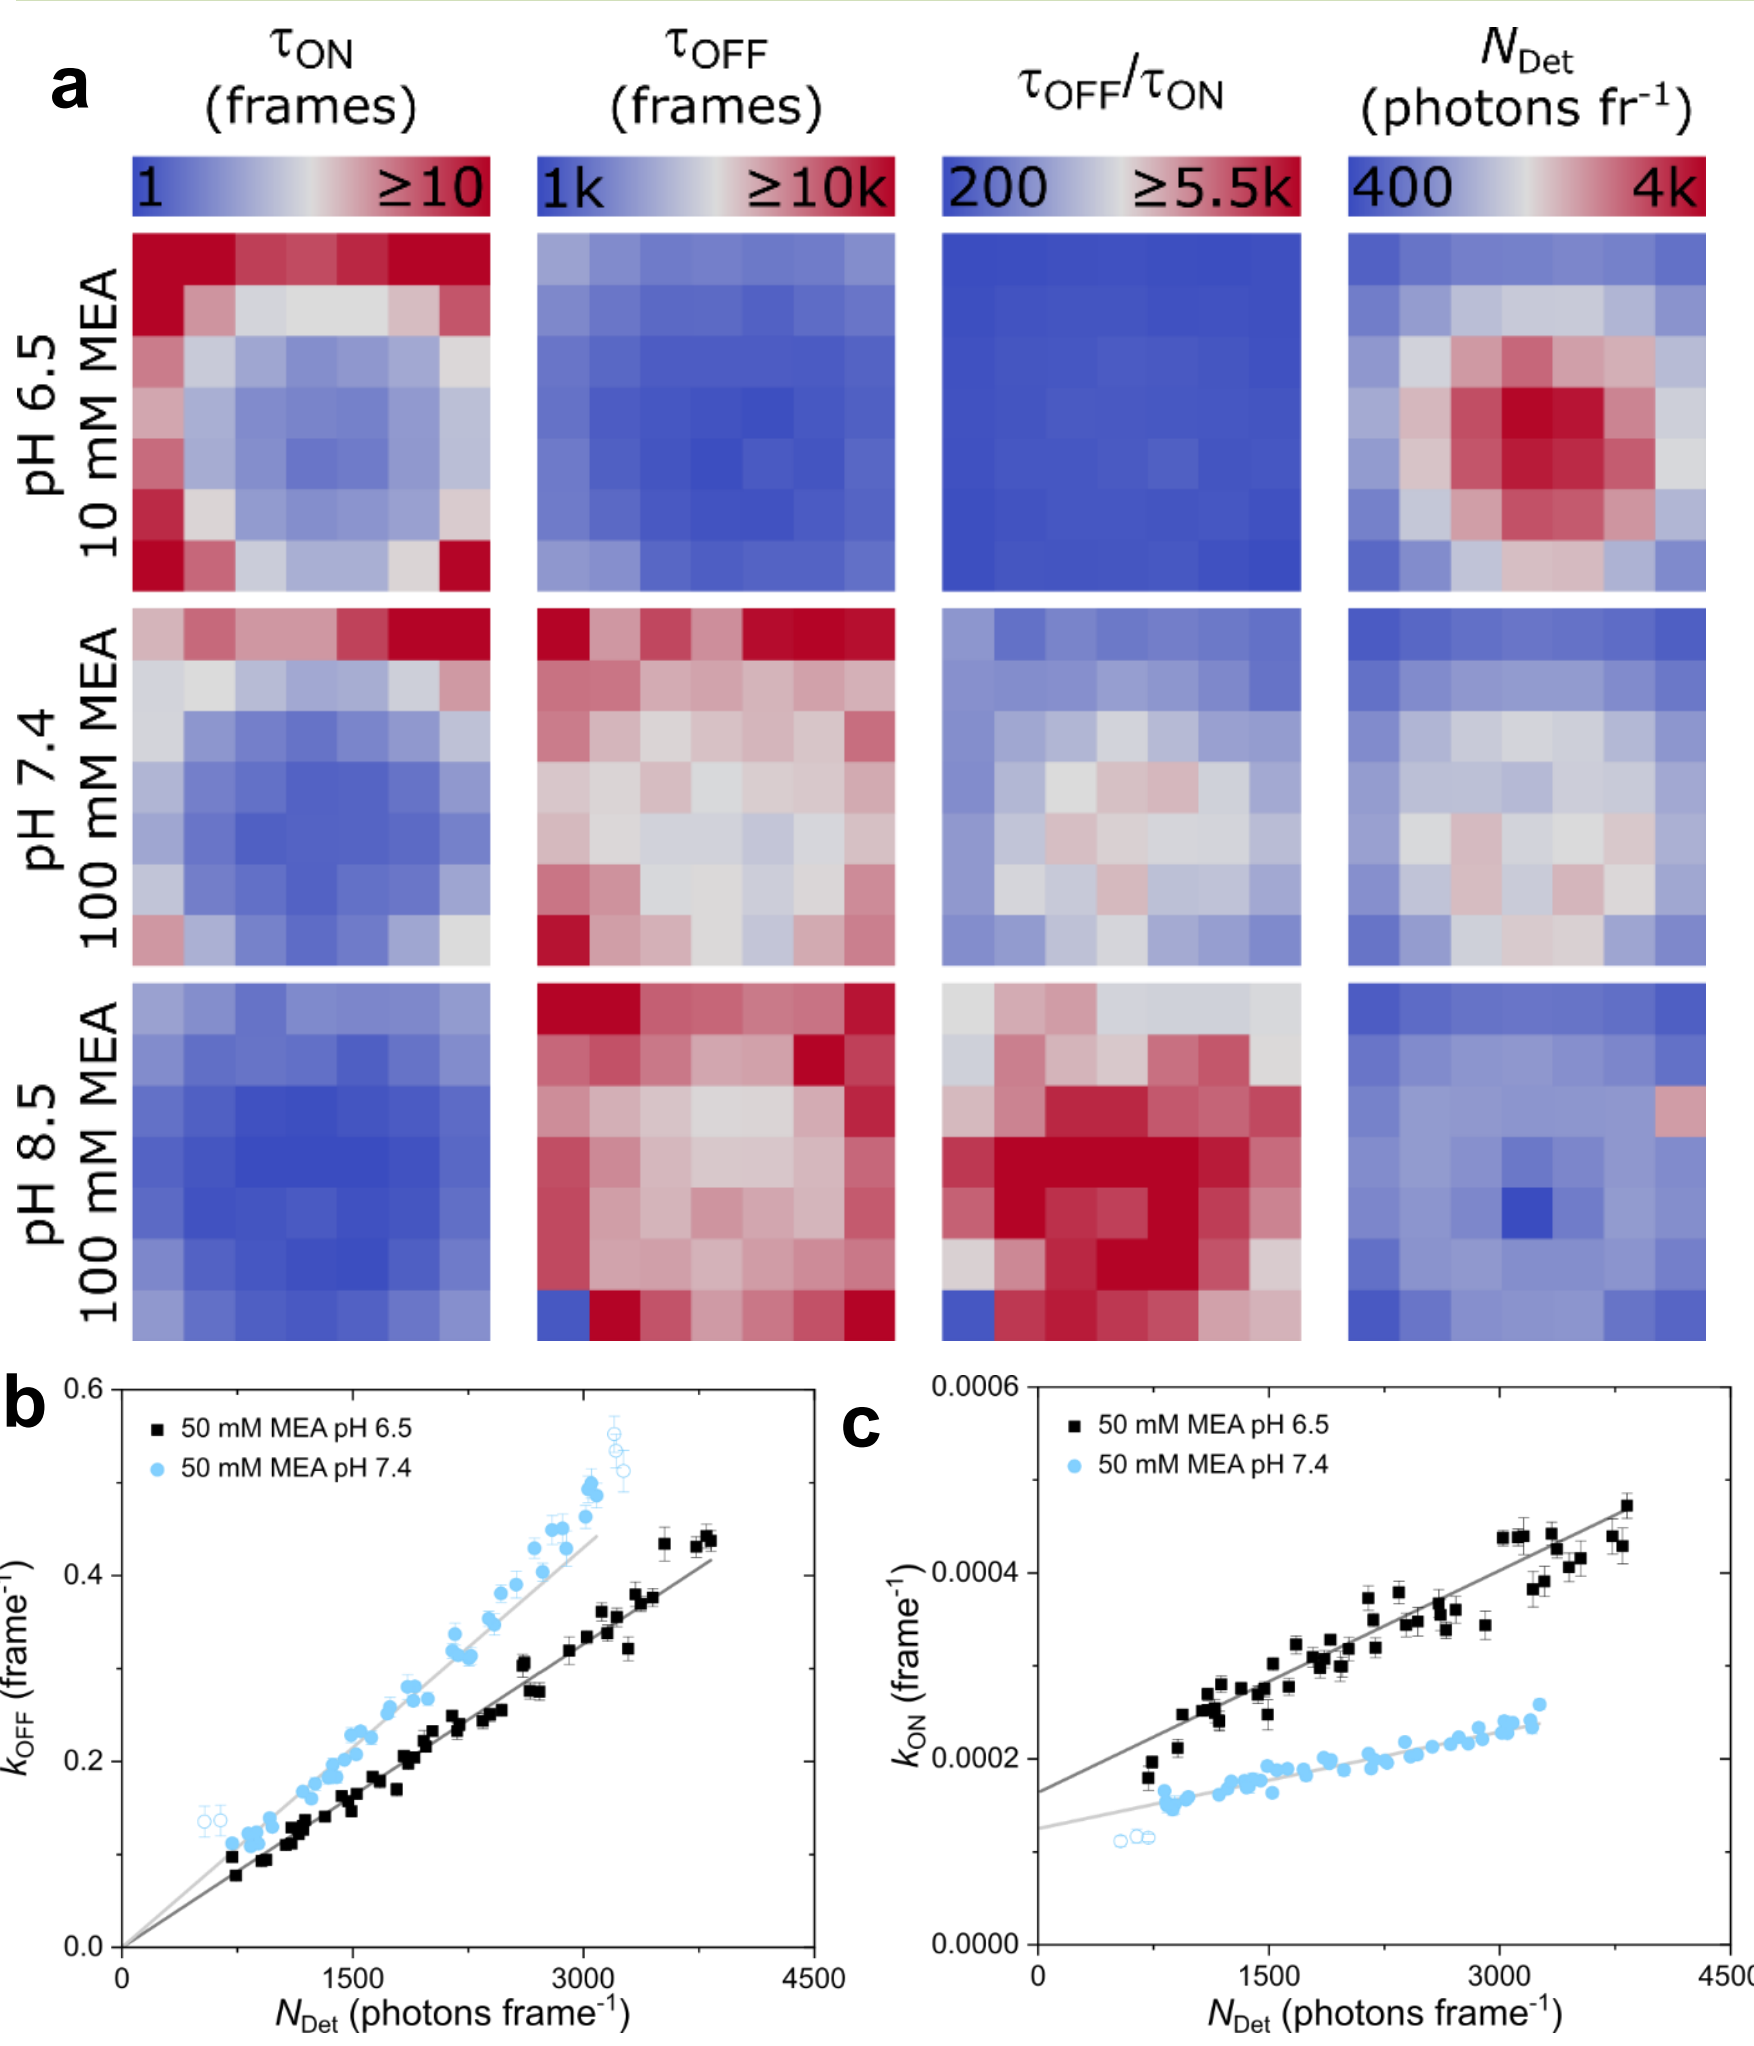 a
τON
(frames)
τOFF
(frames)
τOFF/τON
NDet
(photons fr-1)
1 ≥10
1k ≥10k
200 ≥5.5k
400 4k
pH 6.5
10 mM MEA
pH 7.4
100 mM MEA
pH 8.5
100 mM MEA
b
50 mM MEA pH 6.5
50 mM MEA pH 7.4
0.6
0.4
0.2
0.0
kOFF (frame-1)
0 1500 3000 4500
NDet (photons frame-1)
c
50 mM MEA pH 6.5
50 mM MEA pH 7.4
0.0006
0.0004
0.0002
0.0000
kON (frame-1)
0 1500 3000 4500
NDet (photons frame-1)